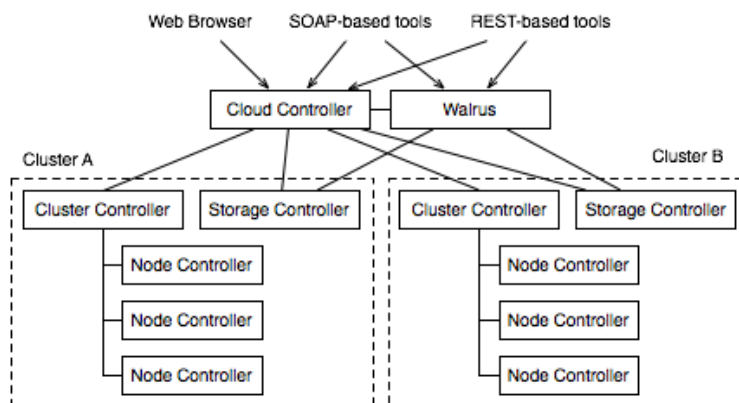 Web Browser
SOAP-based tools
REST-based tools
Cloud Controller
Walrus
Cluster A
Cluster B
Cluster Controller
Storage Controller
Cluster Controller
Storage Controller
Node Controller
Node Controller
Node Controller
Node Controller
Node Controller
Node Controller